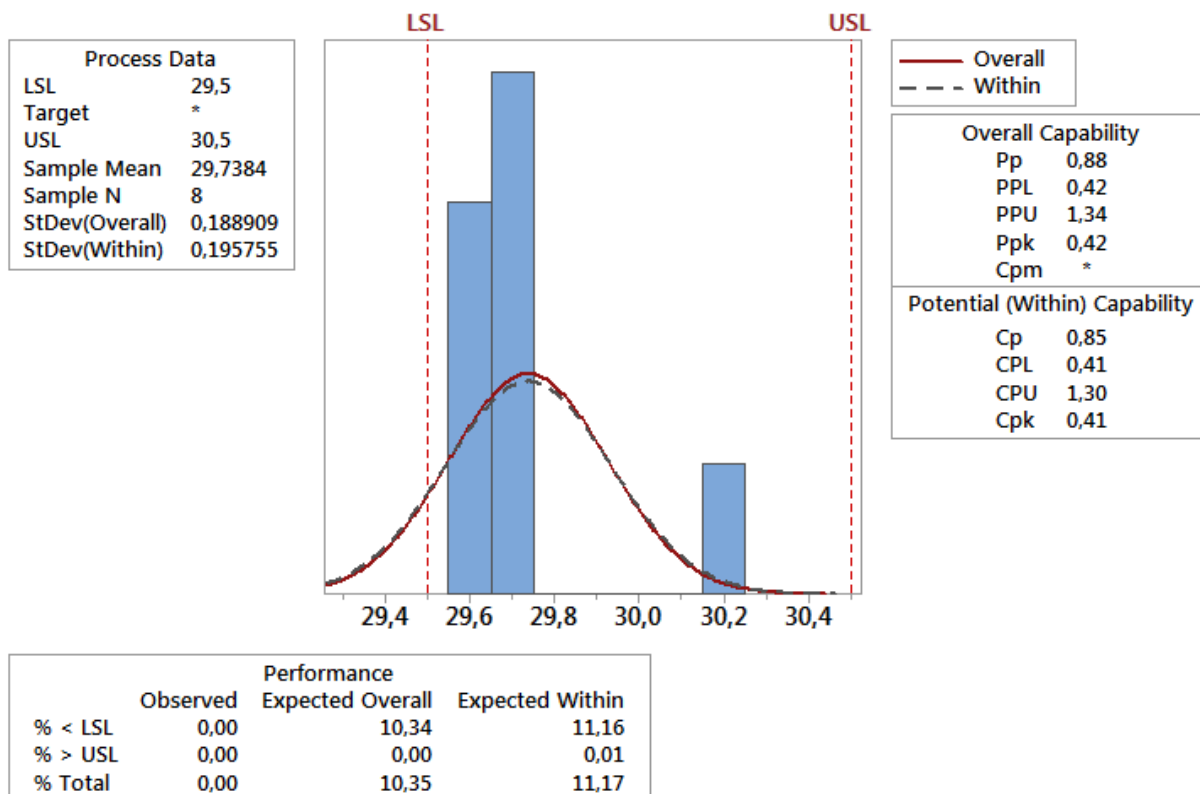 LSL USL
Process Data
LSL 29,5
Target *
USL 30,5
Sample Mean 29,7384
Sample N 8
StDev(Overall) 0,188909
StDev(Within) 0,195755
Overall
Within
Overall Capability
Pp 0,88
PPL 0,42
PPU 1,34
Ppk 0,42
Cpm *
Potential (Within) Capability
Cp 0,85
CPL 0,41
CPU 1,30
Cpk 0,41
29,4 29,6 29,8 30,0 30,2 30,4
Performance
Observed Expected Overall Expected Within
% < LSL 0,00 10,34 11,16
% > USL 0,00 0,00 0,01
% Total 0,00 10,35 11,17